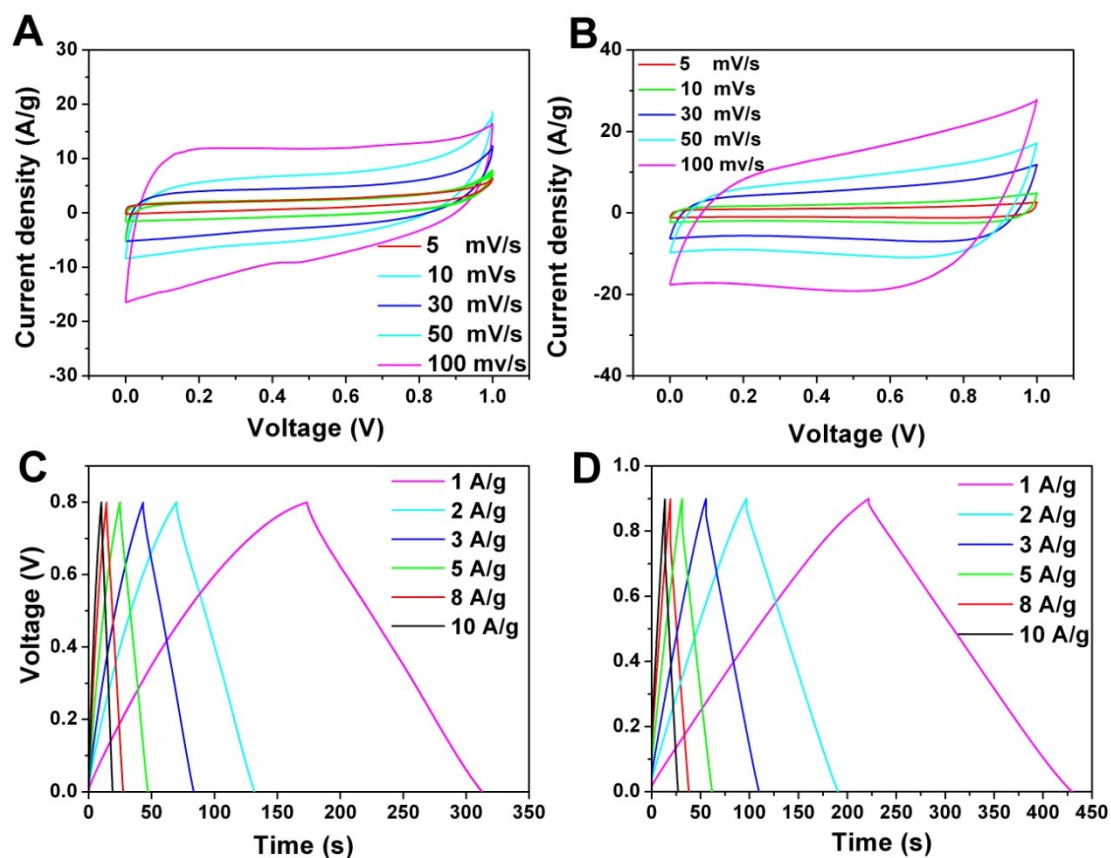 A
30
20
10
0
-10
-20
-30
Current density (A/g)
5 mV/s
10 mVs
30 mV/s
50 mV/s
100 mv/s
0.0 0.2 0.4 0.6 0.8 1.0
Voltage (V)
B
40
20
0
-20
-40
Current density (A/g)
5 mV/s
10 mVs
30 mV/s
50 mV/s
100 mv/s
0.0 0.2 0.4 0.6 0.8 1.0
Voltage (V)
C
0.8
0.6
0.4
0.2
0.0
Voltage (V)
1 A/g
2 A/g
3 A/g
5 A/g
8 A/g
10 A/g
0 50 100 150 200 250 300 350
Time (s)
D
1.0
0.8
0.6
0.4
0.2
0.0
1 A/g
2 A/g
3 A/g
5 A/g
8 A/g
10 A/g
0 50 100 150 200 250 300 350 400 450
Time (s)